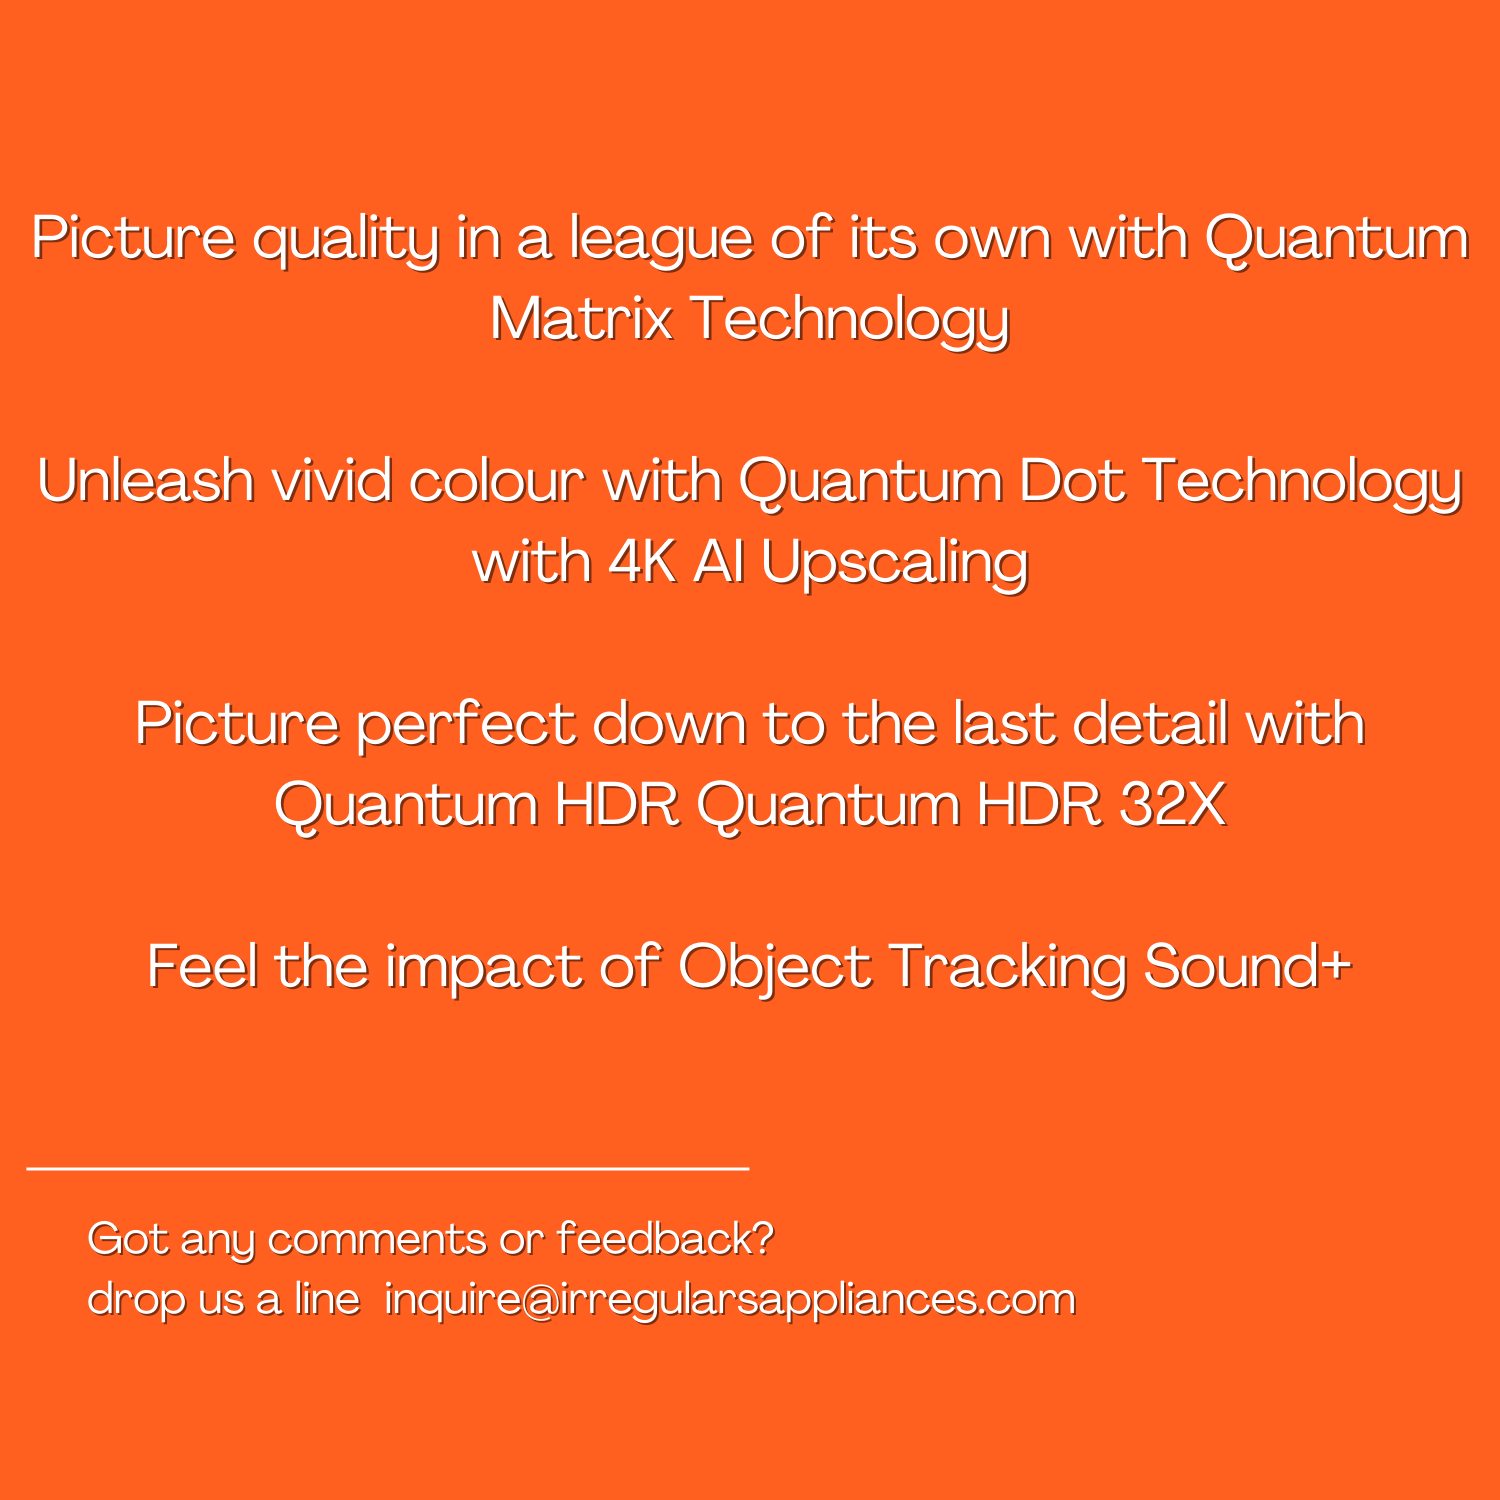 Picture quality in a league of its own with Quantum
Matrix Technology
Unleash vivid colour with Quantum Dot Technology
with 4K AI Upscaling
Picture perfect down to the last detail with
Quantum HDR Quantum HDR 32X
Feel the impact of Object Tracking Sound+
Got any comments or feedback?
drop us a line  inquire@irregularsappliances.com